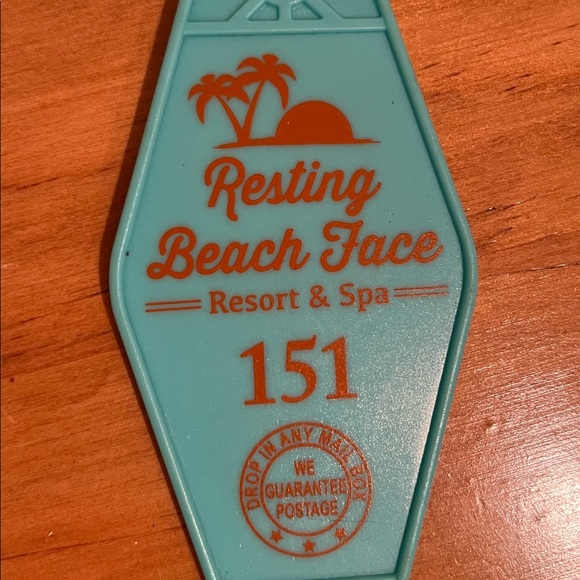 Resting
Beach Face
Resort & Spa
151
DROP IN ANY MAIL BOX
WE
GUARANTEE
POSTAGE